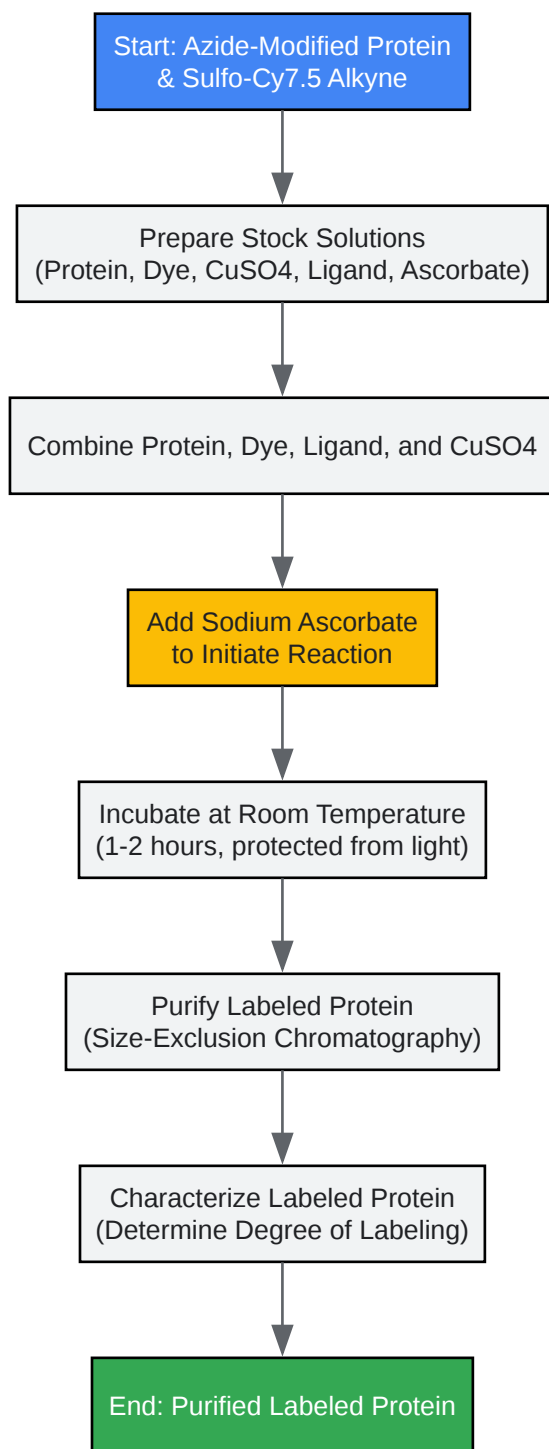 Start: Azide-Modified Protein
& Sulfo-Cy7.5 Alkyne
Prepare Stock Solutions
(Protein, Dye, CuSO4, Ligand, Ascorbate)
Combine Protein, Dye, Ligand, and CuSO4
Add Sodium Ascorbate
to Initiate Reaction
Incubate at Room Temperature
(1-2 hours, protected from light)
Purify Labeled Protein
(Size-Exclusion Chromatography)
Characterize Labeled Protein
(Determine Degree of Labeling)
End: Purified Labeled Protein